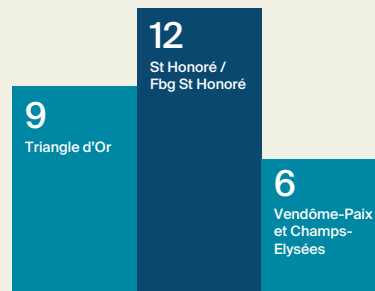 9
Triangle d'Or
12
St Honoré /
Fbg St Honoré
6
Vendôme-Paix
et Champs-
Elysées